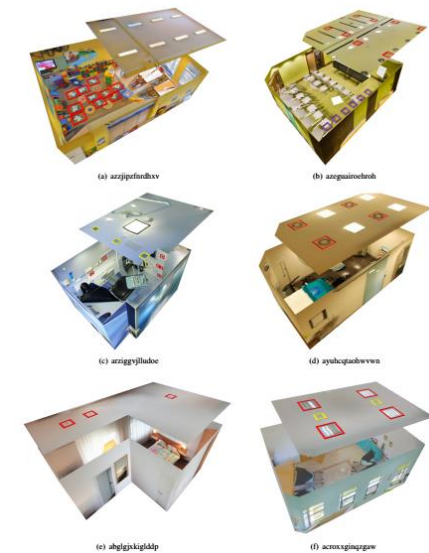 (a) azzjipzfnrdhxv
(b) azeguairoehroh
(c) arziggvjlludoe
(d) ayuhcqtaohwvwn
(e) abglgjxkiglddp
(f) acroxxginqzgaw